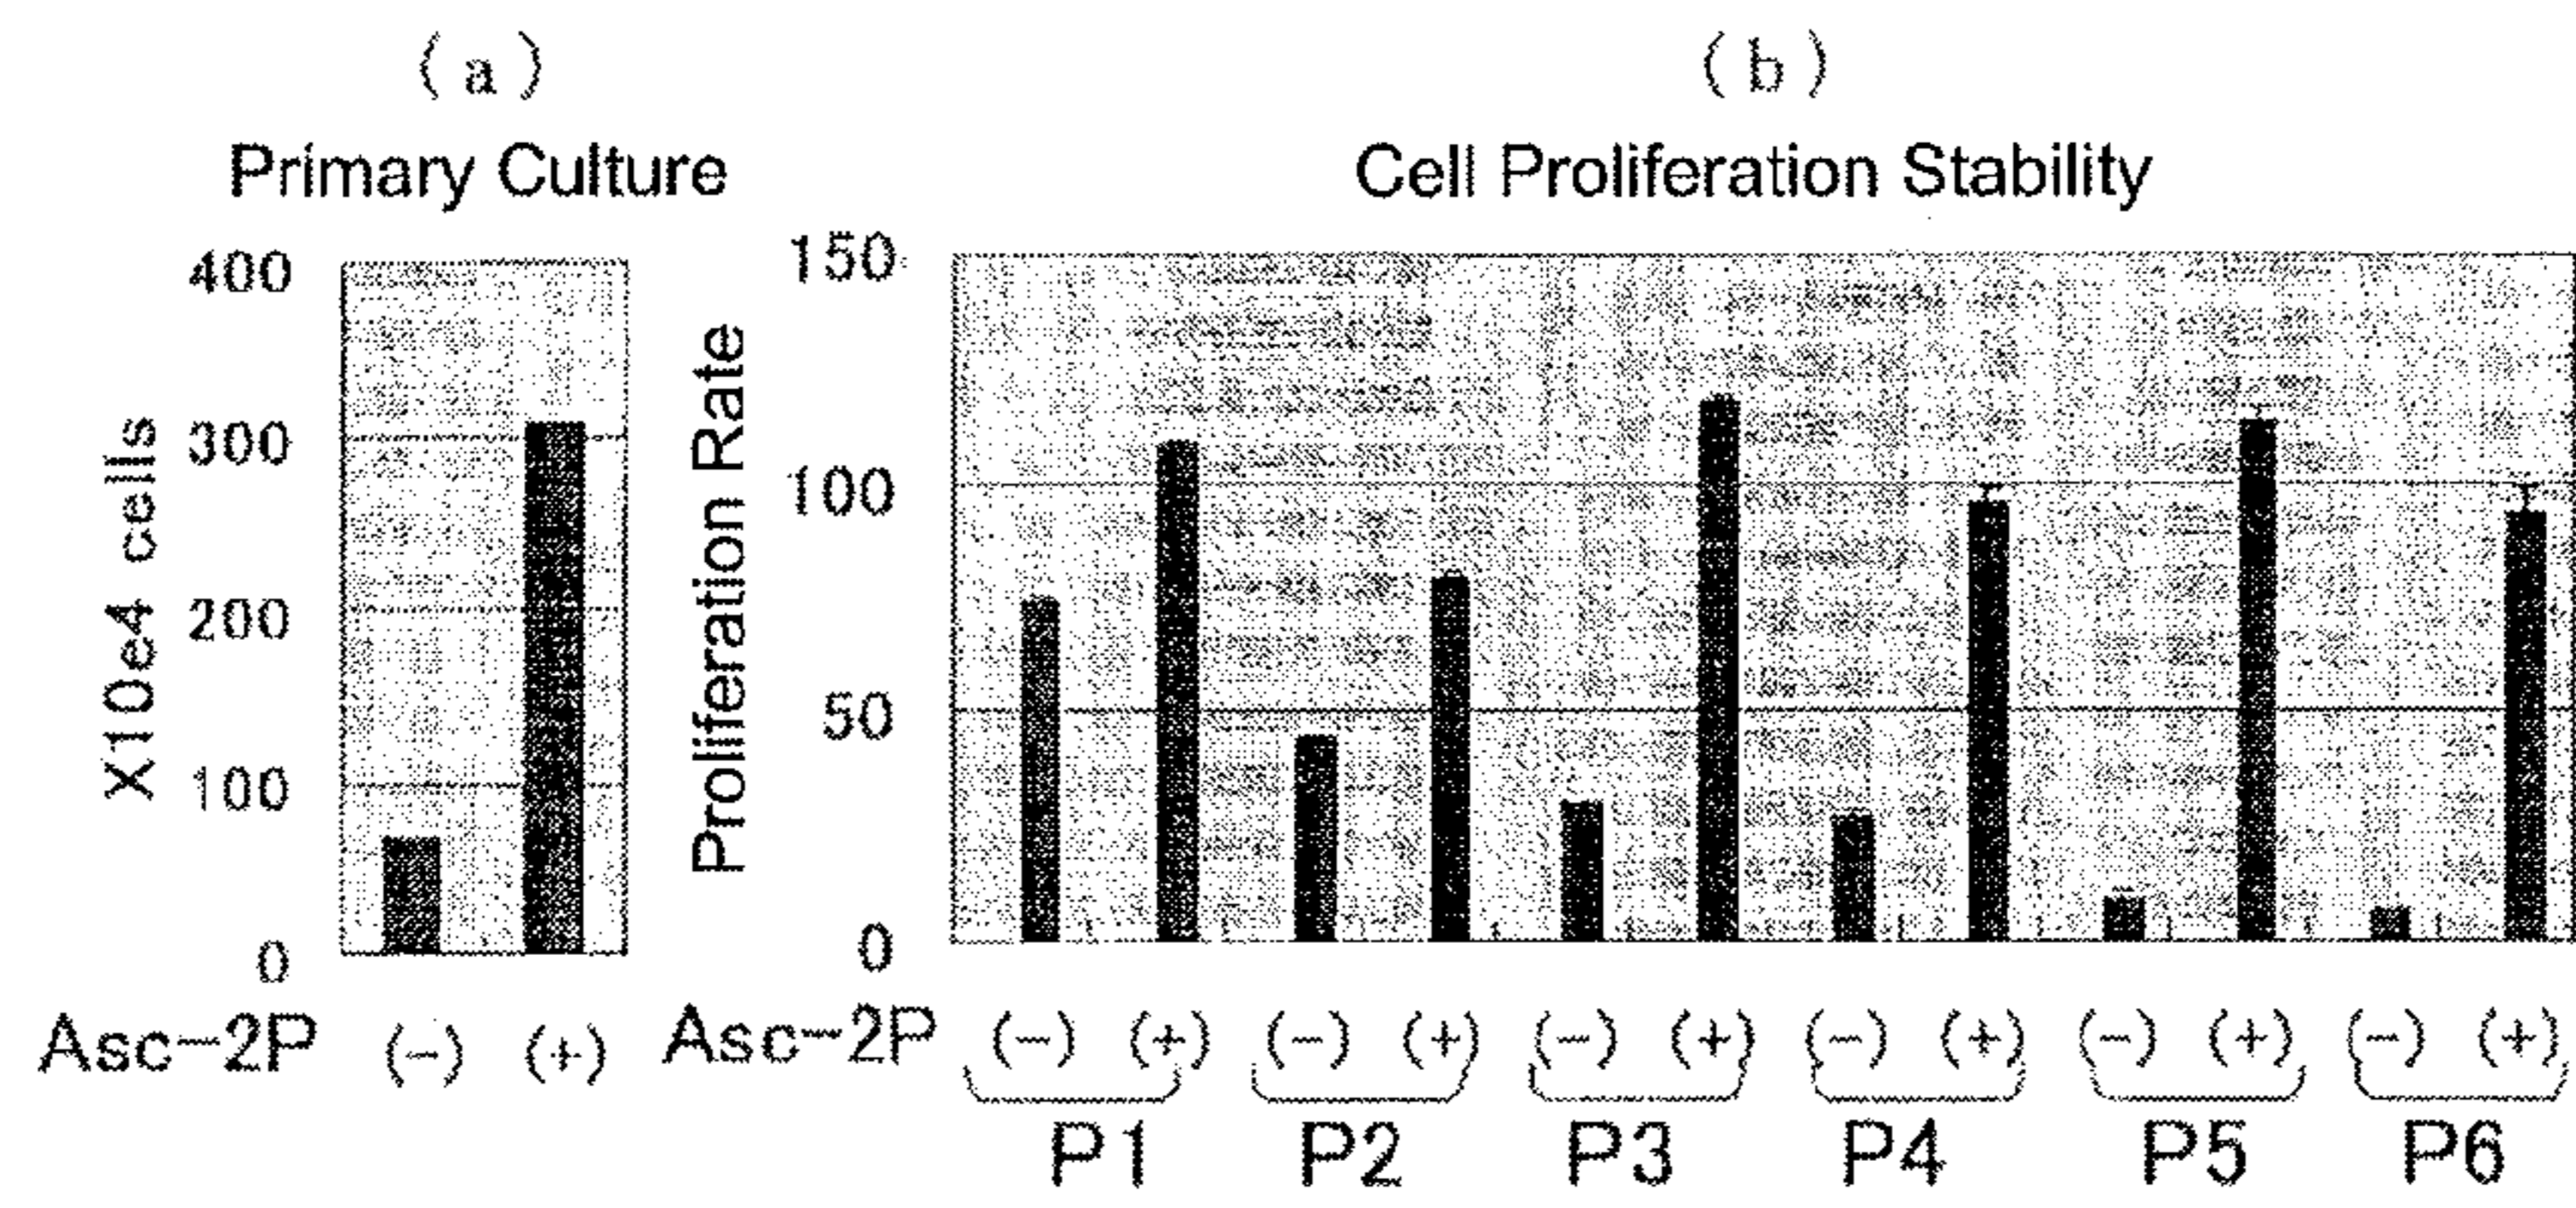 (a)
Primary Culture
X10e4 cells
400
300
200
100
0
Asc-2P (-) (+)
(b)
Cell Proliferation Stability
Proliferation Rate
150
100
50
0
Asc-2P (-) (+) (-) (+) (-) (+) (-) (+) (-) (+) (-) (+)
P1 P2 P3 P4 P5 P6